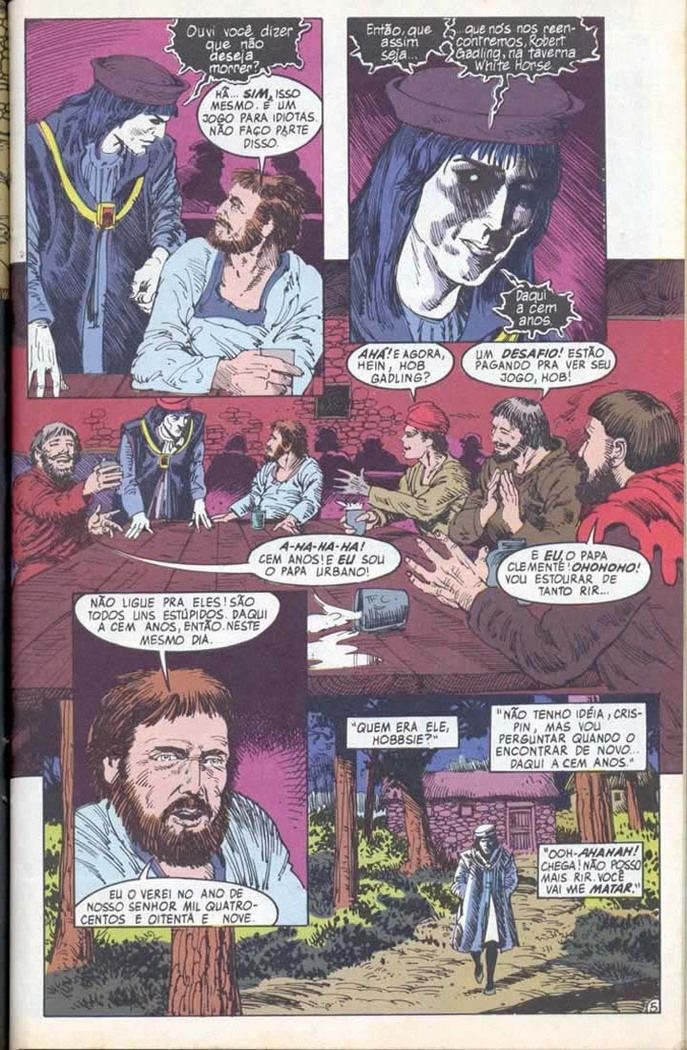 Ouvi você dizer
que não
deseja
morrer?
HÃ... SIM, ISSO
MESMO. É UM
JOGO PARA IDIOTAS.
NÃO FAÇO PARTE
DISSO.
Então, que
assim
seja...
... que nós nos reen-
contremos, Robert
Gadling, na taverna
White Horse
Daqui
a cem
anos.
AHÁ! E AGORA,
HEIN, HOB
GADLING?
UM DESAFIO! ESTÃO
PAGANDO PRA VER SEU
JOGO, HOB!
A-HA-HA-HA!
CEM ANOS! E EU SOU
O PAPA URBANO!
E EU, O PAPA
CLEMENTE! OHOHOHO!
VOU ESTOURAR DE
TANTO RIR...
NÃO LIGUE PRA ELES! SÃO
TODOS UNS ESTÚPIDOS. DAQUI
A CEM ANOS, ENTÃO. NESTE
MESMO DIA.
EU O VEREI NO ANO DE
NOSSO SENHOR MIL QUATRO-
CENTOS E OITENTA E NOVE.
"QUEM ERA ELE,
HOBBSIE?"
"NÃO TENHO IDÉIA, CRIS-
PIN, MAS VOU
PERGUNTAR QUANDO O
ENCONTRAR DE NOVO...
DAQUI A CEM ANOS."
"OOH-AHAHAH!
CHEGA! NÃO POSSO
MAIS RIR. VOCÊ
VAI ME MATAR."
5